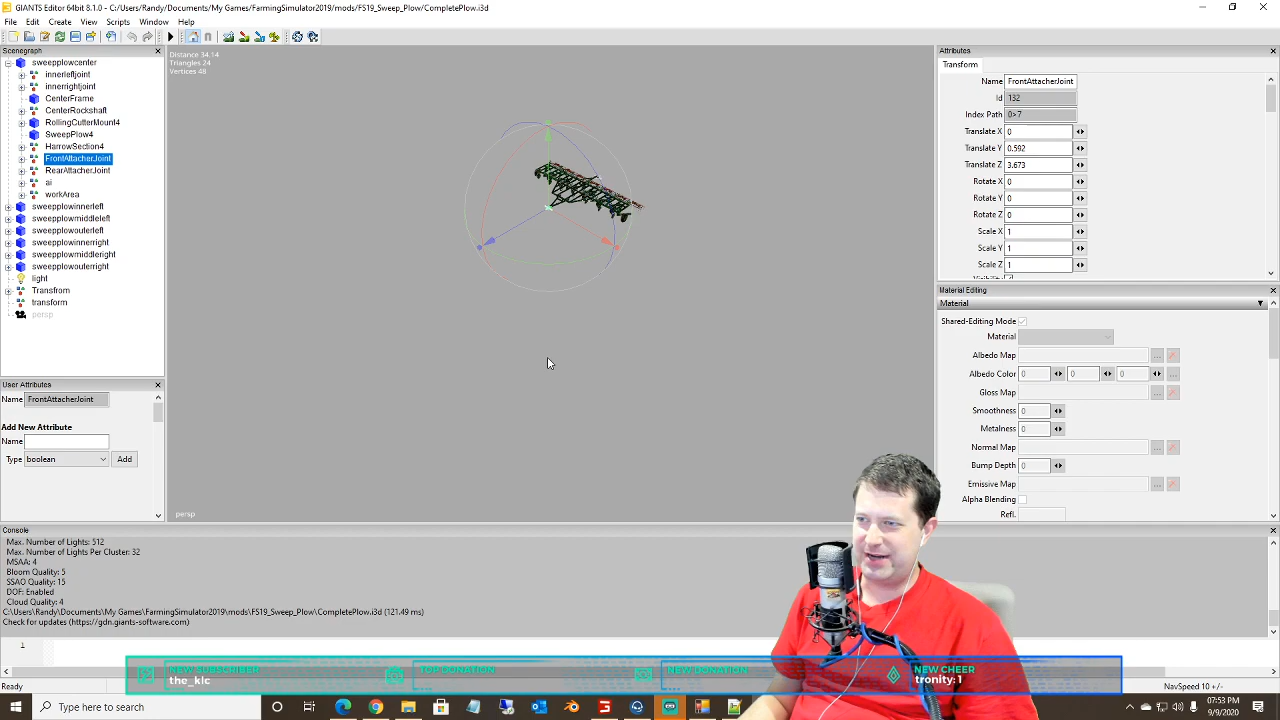 GIANTS Editor 64bit 8.1.0 - C:/Users/Randy/Documents/My Games/FarmingSimulator2019/mods/FS19_Sweep_Plow/CompletePlow.i3d
File Edit Create View Scripts Window Help
Scenegraph
sweepplowcenter
innerleftjoint
innerrightjoint
CenterFrame
CenterRockshaft
RollingCutterMount4
SweePlow4
HarrowSection4
FrontAttacherJoint
RearAttacherJoint
ai
workArea
sweepplowinnerleft
sweepplowmiddleleft
sweepplowouterleft
sweepplowinnerright
sweepplowmiddleright
sweepplowouterright
light
Transfrom
transform
persp
User Attributes
Name FrontAttacherJoint
Add New Attribute
Name
Type boolean Add
Distance 34.14
Triangles 24
Vertices 48
persp
Attributes
Transform
Name FrontAttacherJoint
Id 132
Index Path 0>7
Translate X 0
Translate Y 0.592
Translate Z 3.673
Rotate X 0
Rotate Y 0
Rotate Z 0
Scale X 1
Scale Y 1
Scale Z 1
Material Editing
Material
Shared-Editing Mode
Material
Albedo Map ...
Albedo Color 0 0 0 ...
Gloss Map ...
Smoothness 0
Metalness 0
Normal Map ...
Bump Depth 0
Emissive Map ...
Alpha Blending
Refl.
Console
Max. Number of Lights: 512
Max. Number of Lights Per Cluster: 32
MSAA: 4
Bloom Quality: 5
SSAO Quality: 15
DOF: Enabled
Cloud Quality: 4
C:/Users/Randy/Documents/My Games/FarmingSimulator2019/mods/FS19_Sweep_Plow/CompletePlow.i3d (121.49 ms)
Check for updates (https://gdn.giants-software.com)
1
NEW SUBSCRIBER
the_klc
TOP DONATION
NEW DONATION
NEW CHEER
tronity: 1
Ready
NavSpeed 10 +/-
Type here to search
07:53 PM
9/9/2020